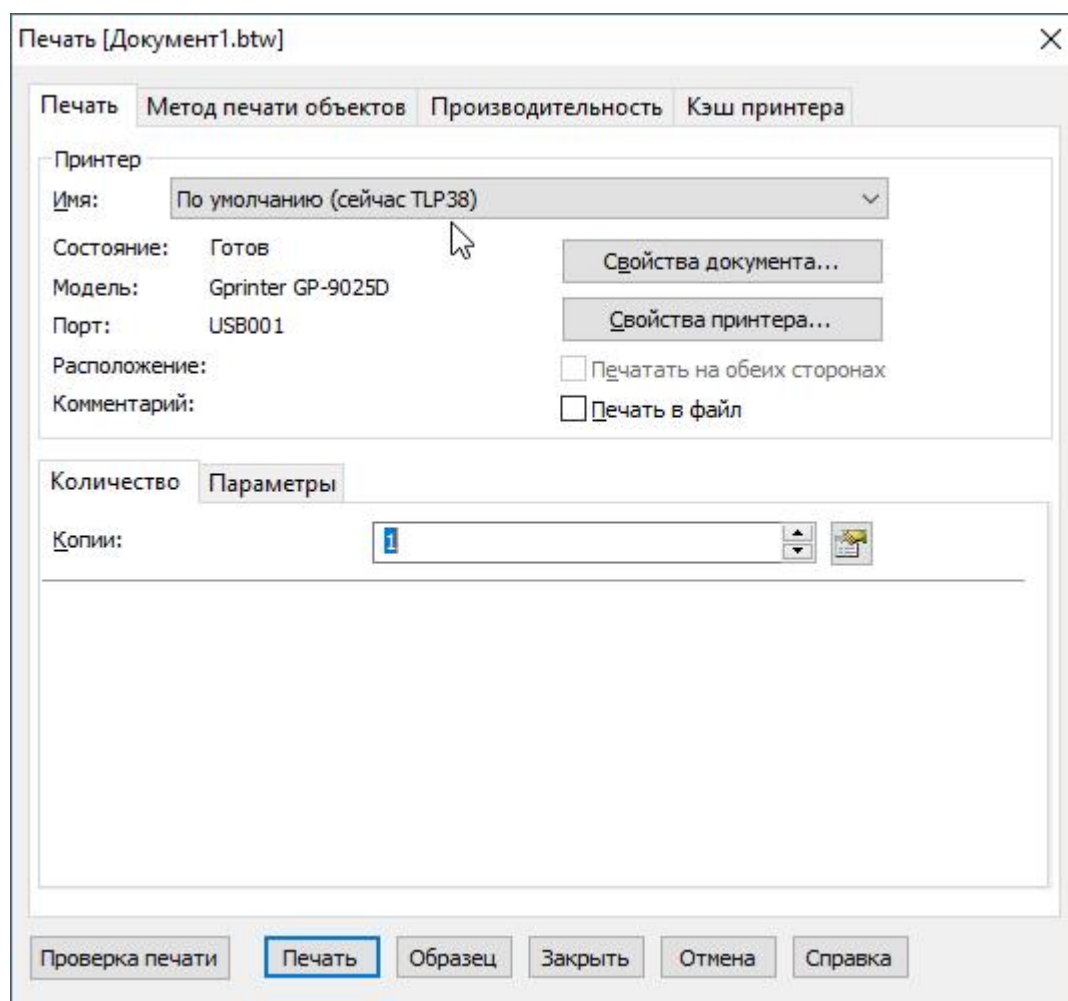 Печать [Документ1.btw]
Печать Метод печати объектов Производительность Кэш принтера
Принтер
Имя: По умолчанию (сейчас TLP38)
Состояние: Готов
Свойства документа...
Модель: Gprinter GP-9025D
Порт: USB001
Свойства принтера...
Расположение:
Печатать на обеих сторонах
Комментарий:
Печать в файл
Количество Параметры
Копии: 1
Проверка печати Печать Образец Закрыть Отмена Справка